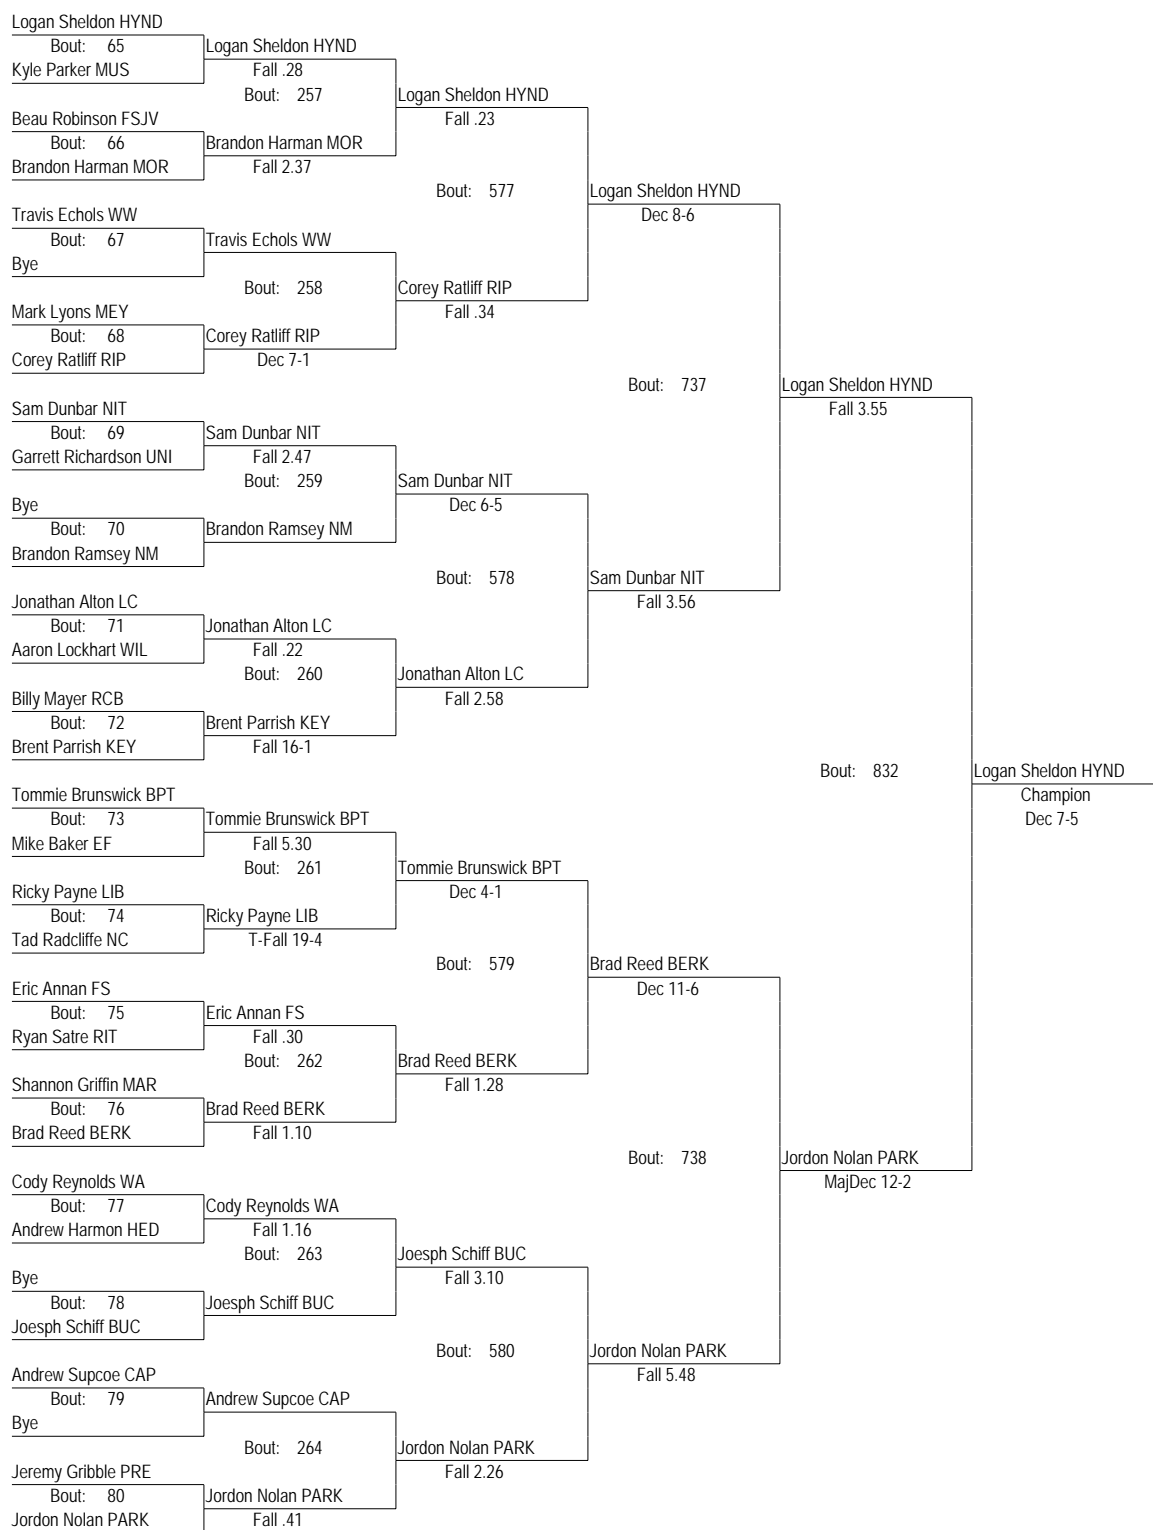 Logan Sheldon HYND
Bout: 65
Logan Sheldon HYND
Kyle Parker MUS
Fall .28
Bout: 257
Logan Sheldon HYND
Beau Robinson FSJV
Fall .23
Bout: 66
Brandon Harman MOR
Brandon Harman MOR
Fall 2.37
Bout: 577
Logan Sheldon HYND
Travis Echols WW
Dec 8-6
Bout: 67
Travis Echols WW
Bye
Bout: 258
Corey Ratliff RIP
Mark Lyons MEY
Fall .34
Bout: 68
Corey Ratliff RIP
Corey Ratliff RIP
Dec 7-1
Bout: 737
Logan Sheldon HYND
Sam Dunbar NIT
Fall 3.55
Bout: 69
Sam Dunbar NIT
Garrett Richardson UNI
Fall 2.47
Bout: 259
Sam Dunbar NIT
Bye
Dec 6-5
Bout: 70
Brandon Ramsey NM
Brandon Ramsey NM
Bout: 578
Sam Dunbar NIT
Jonathan Alton LC
Fall 3.56
Bout: 71
Jonathan Alton LC
Aaron Lockhart WIL
Fall .22
Bout: 260
Jonathan Alton LC
Billy Mayer RCB
Fall 2.58
Bout: 72
Brent Parrish KEY
Brent Parrish KEY
Fall 16-1
Bout: 832
Logan Sheldon HYND
Tommie Brunswick BPT
Champion
Bout: 73
Tommie Brunswick BPT
Dec 7-5
Mike Baker EF
Fall 5.30
Bout: 261
Tommie Brunswick BPT
Ricky Payne LIB
Dec 4-1
Bout: 74
Ricky Payne LIB
Tad Radcliffe NC
T-Fall 19-4
Bout: 579
Brad Reed BERK
Eric Annan FS
Dec 11-6
Bout: 75
Eric Annan FS
Ryan Satre RIT
Fall .30
Bout: 262
Brad Reed BERK
Shannon Griffin MAR
Fall 1.28
Bout: 76
Brad Reed BERK
Brad Reed BERK
Fall 1.10
Bout: 738
Jordon Nolan PARK
Cody Reynolds WA
MajDec 12-2
Bout: 77
Cody Reynolds WA
Andrew Harmon HED
Fall 1.16
Bout: 263
Joesph Schiff BUC
Bye
Fall 3.10
Bout: 78
Joesph Schiff BUC
Joesph Schiff BUC
Bout: 580
Jordon Nolan PARK
Andrew Supcoe CAP
Fall 5.48
Bout: 79
Andrew Supcoe CAP
Bye
Bout: 264
Jordon Nolan PARK
Jeremy Gribble PRE
Fall 2.26
Bout: 80
Jordon Nolan PARK
Jordon Nolan PARK
Fall .41